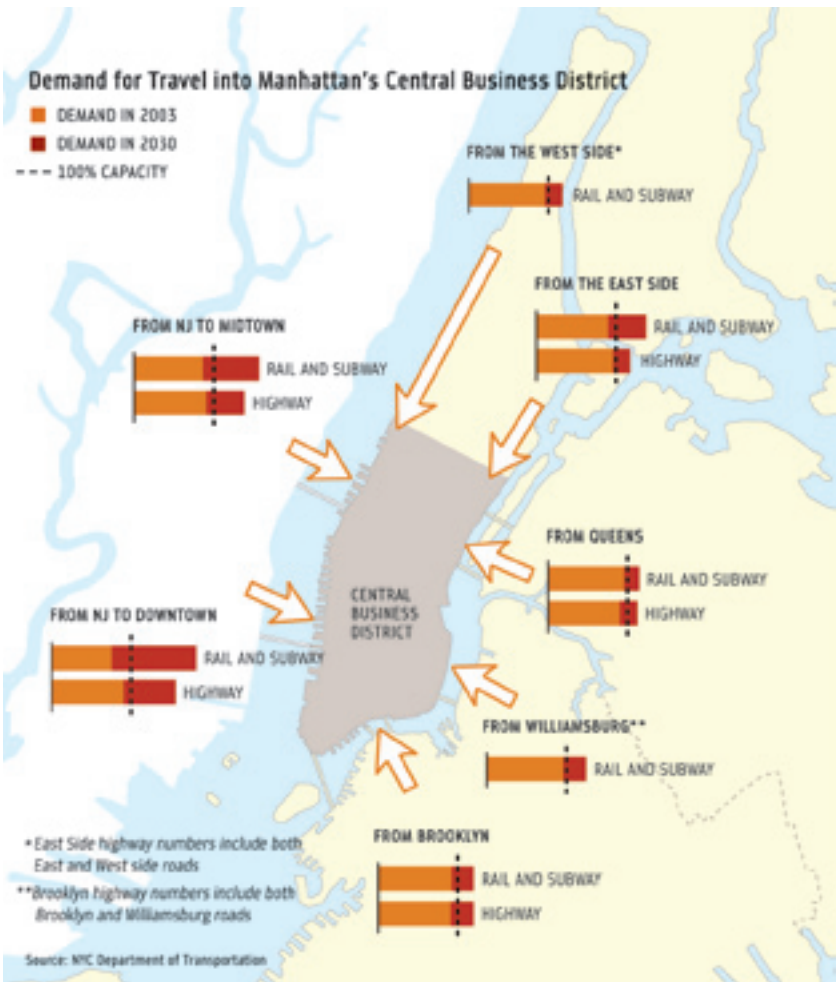 Demand for Travel into Manhattan's Central Business District
DEMAND IN 2003
DEMAND IN 2030
100% CAPACITY
FROM THE WEST SIDE*
RAIL AND SUBWAY
FROM THE EAST SIDE
RAIL AND SUBWAY
HIGHWAY
FROM NJ TO MIDTOWN
RAIL AND SUBWAY
HIGHWAY
FROM QUEENS
RAIL AND SUBWAY
HIGHWAY
CENTRAL
BUSINESS
DISTRICT
FROM NJ TO DOWNTOWN
RAIL AND SUBWAY
HIGHWAY
FROM WILLIAMSBURG**
RAIL AND SUBWAY
FROM BROOKLYN
RAIL AND SUBWAY
HIGHWAY
*East Side highway numbers include both
East and West side roads
**Brooklyn highway numbers include both
Brooklyn and Williamsburg roads
Source: NYC Department of Transportation